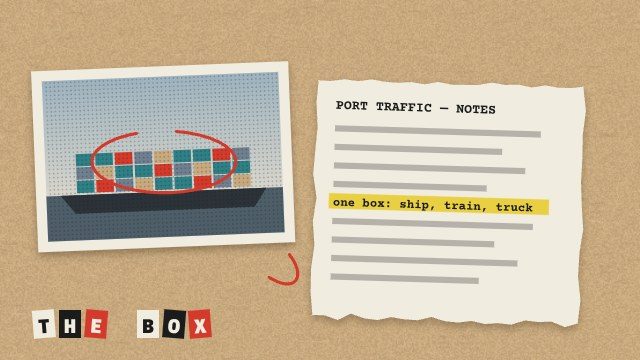 PORT TRAFFIC — NOTES
one box: ship, train, truck
THE BOX